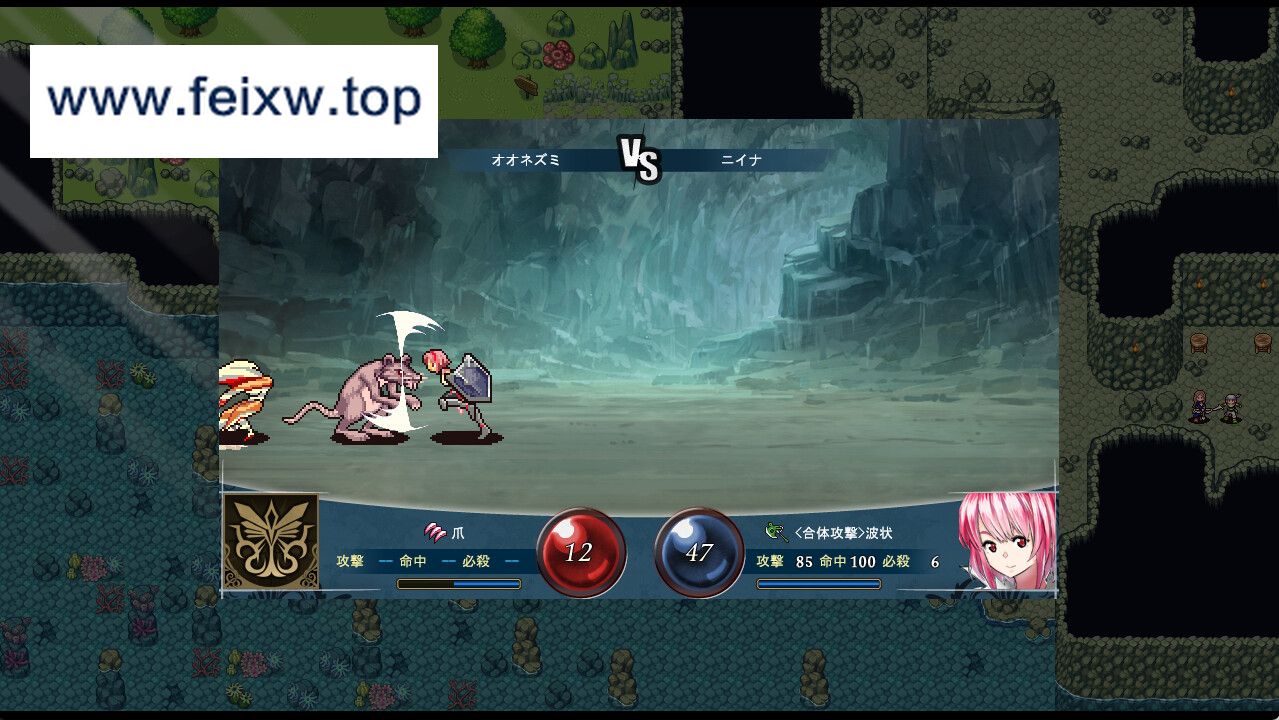 www.feixw.top
オオネズミ
VS
ニイナ
爪
攻撃 -- 命中 -- 必殺 --
12
47
<合体攻撃>波状
攻撃 85 命中 100 必殺 6